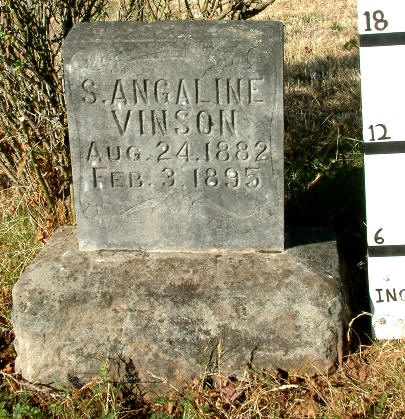 S. ANGALINE
VINSON
AUG. 24. 1882
FEB. 3. 1895
18
12
6
INC